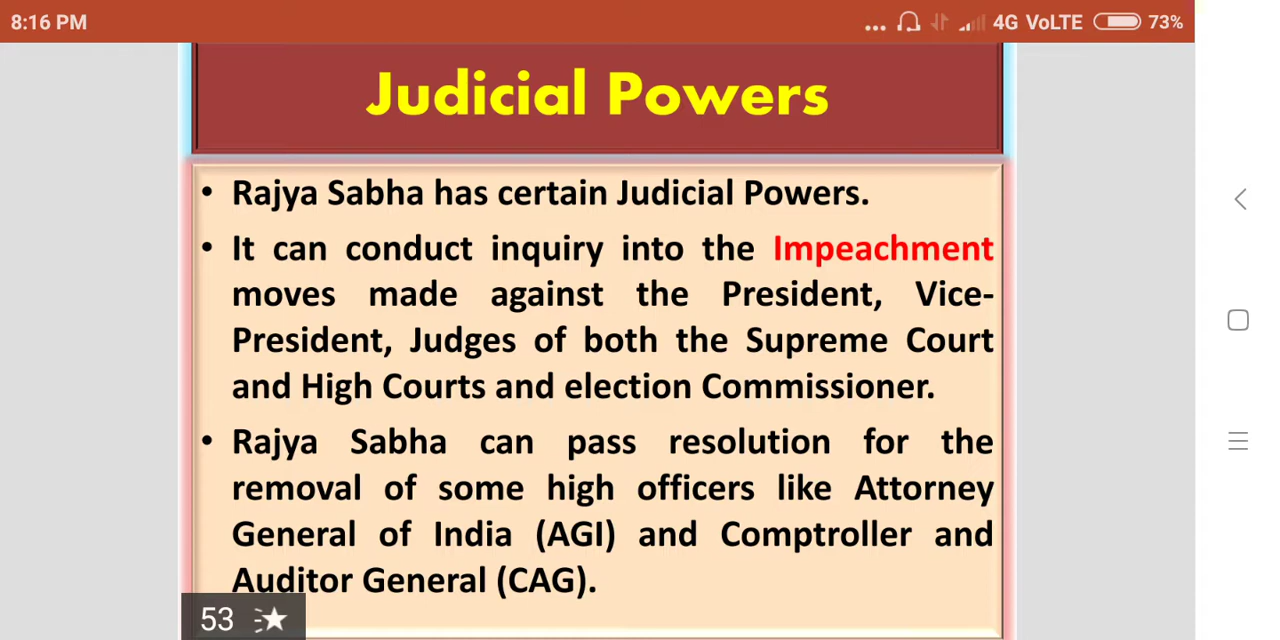 8:16 PM ... 4G VoLTE 73%
Judicial Powers
• Rajya Sabha has certain Judicial Powers.
• It can conduct inquiry into the Impeachment
moves made against the President, Vice-
President, Judges of both the Supreme Court
and High Courts and election Commissioner.
• Rajya Sabha can pass resolution for the
removal of some high officers like Attorney
General of India (AGI) and Comptroller and
Auditor General (CAG).
53